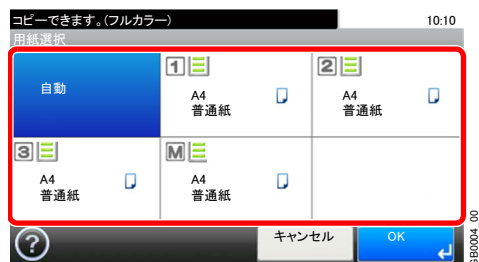 コピーできます。(フルカラー) 10:10
用紙選択
自動
1
A4
普通紙
2
A4
普通紙
3
A4
普通紙
M
A4
普通紙
?
キャンセル
OK
GB0004_00